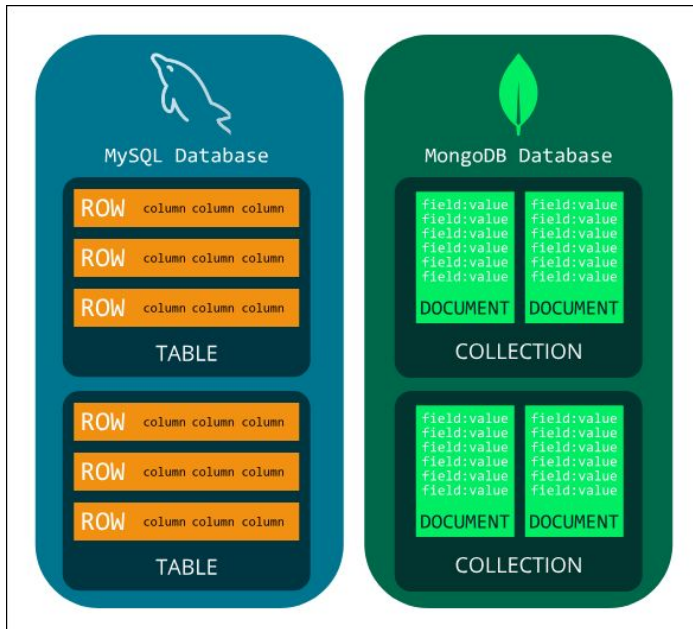 MySQL Database
ROW column column column
ROW column column column
ROW column column column
TABLE
ROW column column column
ROW column column column
ROW column column column
TABLE
MongoDB Database
field:value field:value
field:value field:value
field:value field:value
field:value field:value
field:value field:value
field:value field:value
DOCUMENT DOCUMENT
COLLECTION
field:value field:value
field:value field:value
field:value field:value
field:value field:value
field:value field:value
field:value field:value
DOCUMENT DOCUMENT
COLLECTION